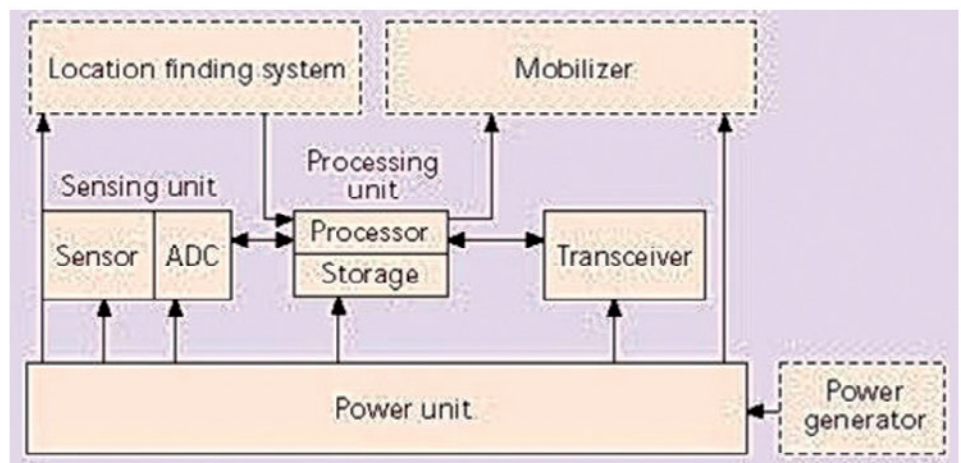 Location finding system
Mobilizer
Sensing unit
Processing
unit
Sensor
ADC
Processor
Storage
Transceiver
Power unit
Power
generator